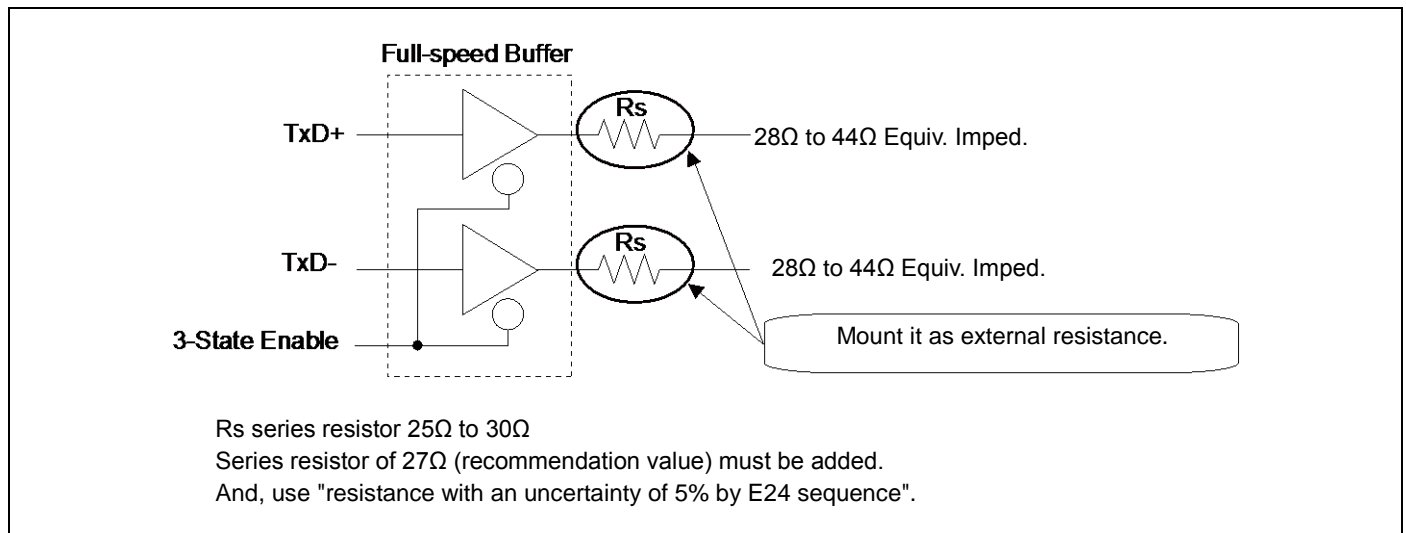 Full-speed Buffer
TxD+
Rs
28Ω to 44Ω Equiv. Imped.
TxD-
Rs
28Ω to 44Ω Equiv. Imped.
3-State Enable
Mount it as external resistance.
Rs series resistor 25Ω to 30Ω
Series resistor of 27Ω (recommendation value) must be added.
And, use "resistance with an uncertainty of 5% by E24 sequence".